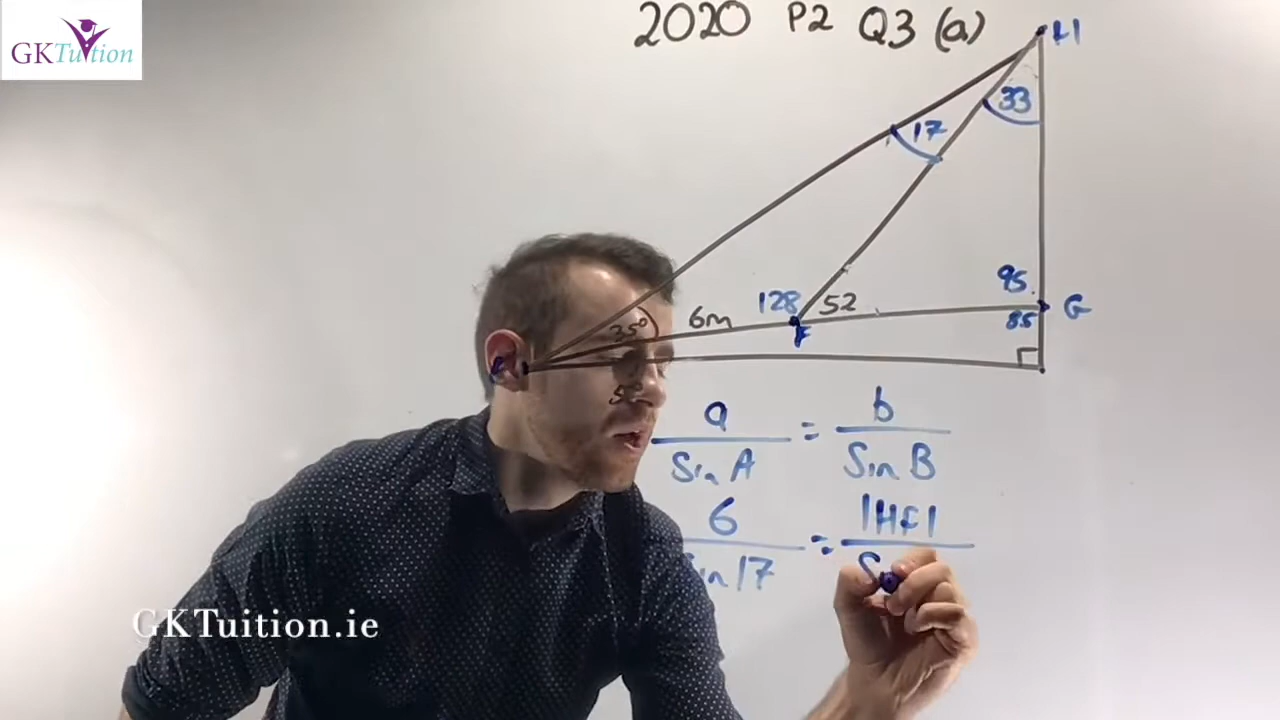 GKTuition
2020 P2 Q3 (a)
H
33
17
95
128 52
6m
G
85
F
35°
a = b
Sin A Sin B
6 = |HF|
Sin 17
GKTuition.ie